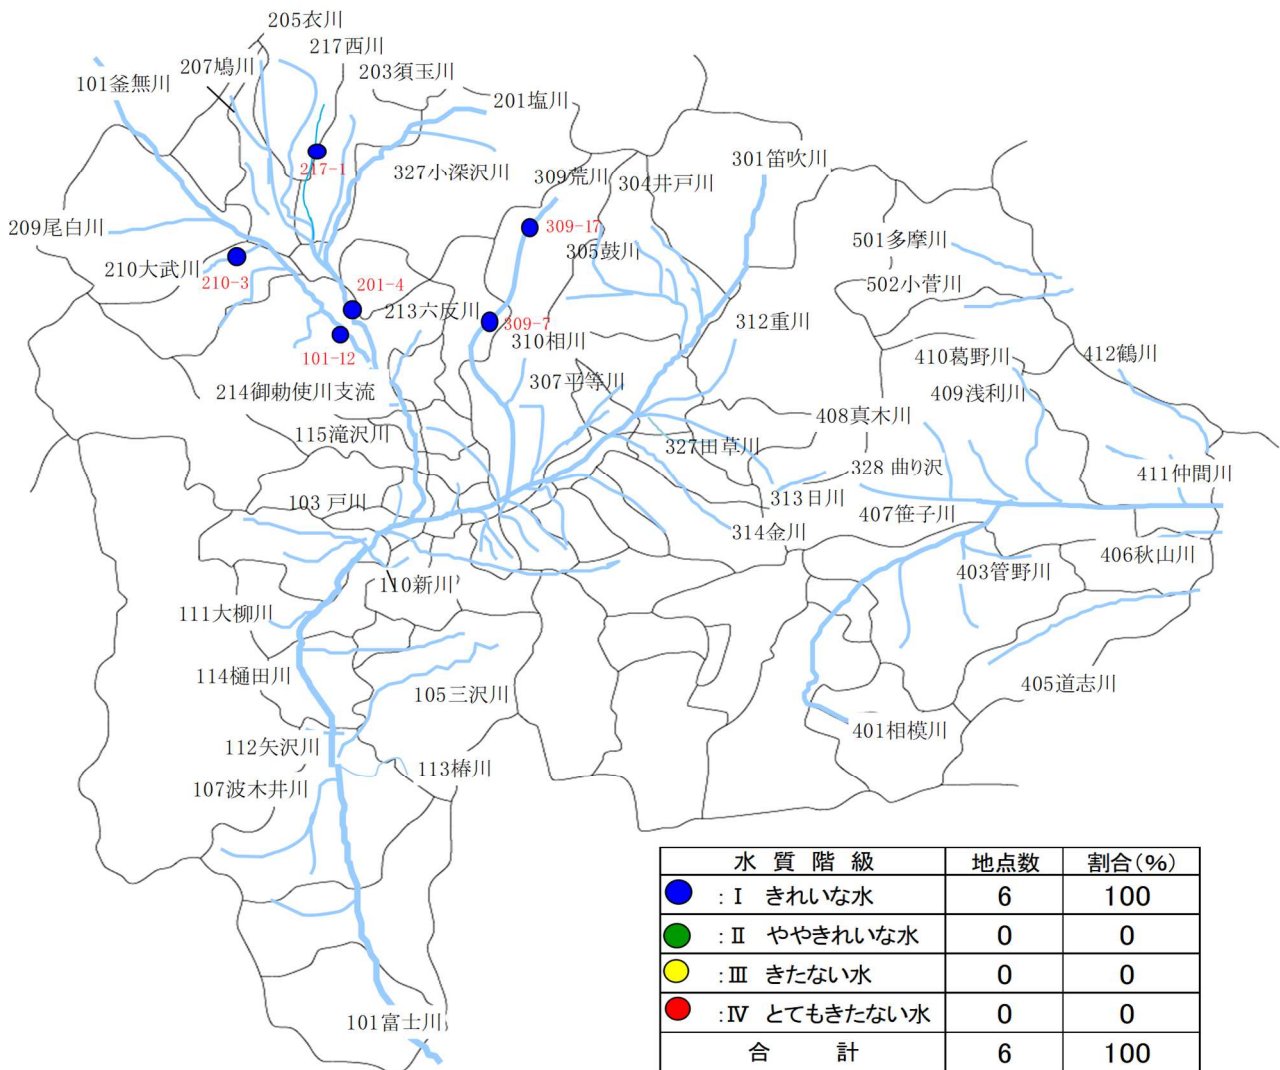 205衣川
217西川
207鳩川
203須玉川
101釜無川
201塩川
301笛吹川
217-1
327小深沢川
309荒川
304井戸川
209尾白川
309-17
501多摩川
305鼓川
210大武川
210-3
502小菅川
201-4
213六反川
309-7
312重川
310相川
101-12
410葛野川
412鶴川
307平等川
214御勅使川支流
409浅利川
408真木川
115滝沢川
327田草川
328 曲り沢
411仲間川
103 戸川
313日川
407笹子川
314金川
406秋山川
403管野川
110新川
111大柳川
114樋田川
105三沢川
405道志川
401相模川
112矢沢川
113椿川
107波木井川
101富士川
水 質 階 級 地点数 割合(%)
:Ⅰ きれいな水 6 100
:Ⅱ ややきれいな水 0 0
:Ⅲ きたない水 0 0
:Ⅳ とてもきたない水 0 0
合 計 6 100